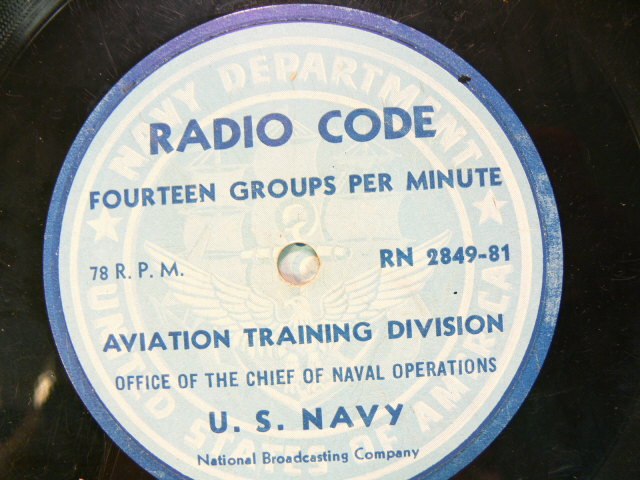 NAVY DEPARTMENT
RADIO CODE
FOURTEEN GROUPS PER MINUTE
78 R. P. M.
RN 2849-81
AVIATION TRAINING DIVISION
OFFICE OF THE CHIEF OF NAVAL OPERATIONS
U. S. NAVY
National Broadcasting Company
UNITED STATES OF AMERICA